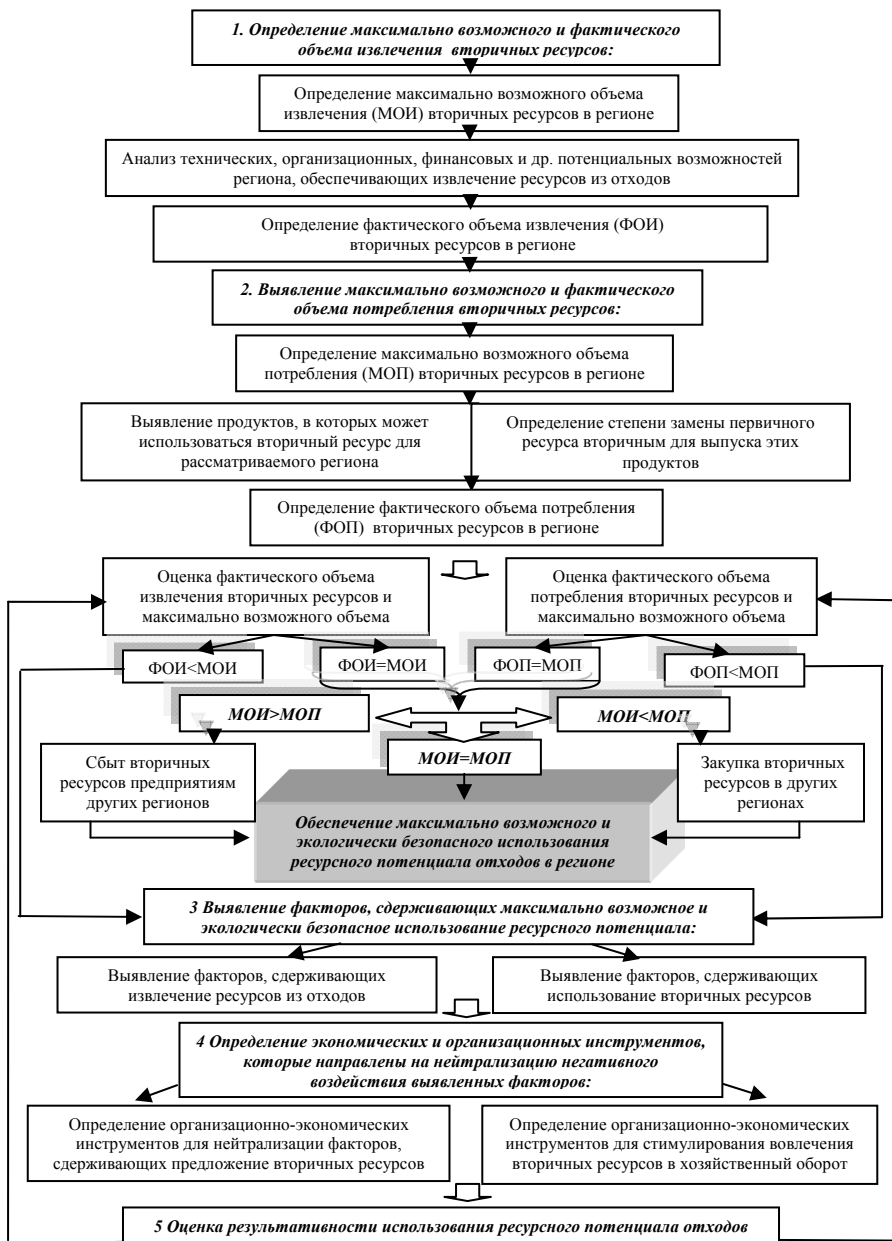 1. Определение максимально возможного и фактического
объема извлечения вторичных ресурсов:
Определение максимально возможного объема
извлечения (МОИ) вторичных ресурсов в регионе
Анализ технических, организационных, финансовых и др. потенциальных возможностей
региона, обеспечивающих извлечение ресурсов из отходов
Определение фактического объема извлечения (ФОИ)
вторичных ресурсов в регионе
2. Выявление максимально возможного и фактического
объема потребления вторичных ресурсов:
Определение максимально возможного объема
потребления (МОП) вторичных ресурсов в регионе
Выявление продуктов, в которых может
использоваться вторичный ресурс для
рассматриваемого региона
Определение степени замены первичного
ресурса вторичным для выпуска этих
продуктов
Определение фактического объема потребления
(ФОП) вторичных ресурсов в регионе
Оценка фактического объема
извлечения вторичных ресурсов и
максимально возможного объема
Оценка фактического объема
потребления вторичных ресурсов и
максимально возможного объема
ФОИ<МОИ
ФОИ=МОИ
ФОП=МОП
ФОП<МОП
МОИ>МОП
МОИ<МОП
МОИ=МОП
Сбыт вторичных
ресурсов предприятиям
других регионов
Закупка вторичных
ресурсов в других
регионах
Обеспечение максимально возможного и
экологически безопасного использования
ресурсного потенциала отходов в регионе
3 Выявление факторов, сдерживающих максимально возможное и
экологически безопасное использование ресурсного потенциала:
Выявление факторов, сдерживающих
извлечение ресурсов из отходов
Выявление факторов, сдерживающих
использование вторичных ресурсов
4 Определение экономических и организационных инструментов,
которые направлены на нейтрализацию негативного
воздействия выявленных факторов:
Определение организационно-экономических
инструментов для нейтрализации факторов,
сдерживающих предложение вторичных ресурсов
Определение организационно-экономических
инструментов для стимулирования вовлечения
вторичных ресурсов в хозяйственный оборот
5 Оценка результативности использования ресурсного потенциала отходов